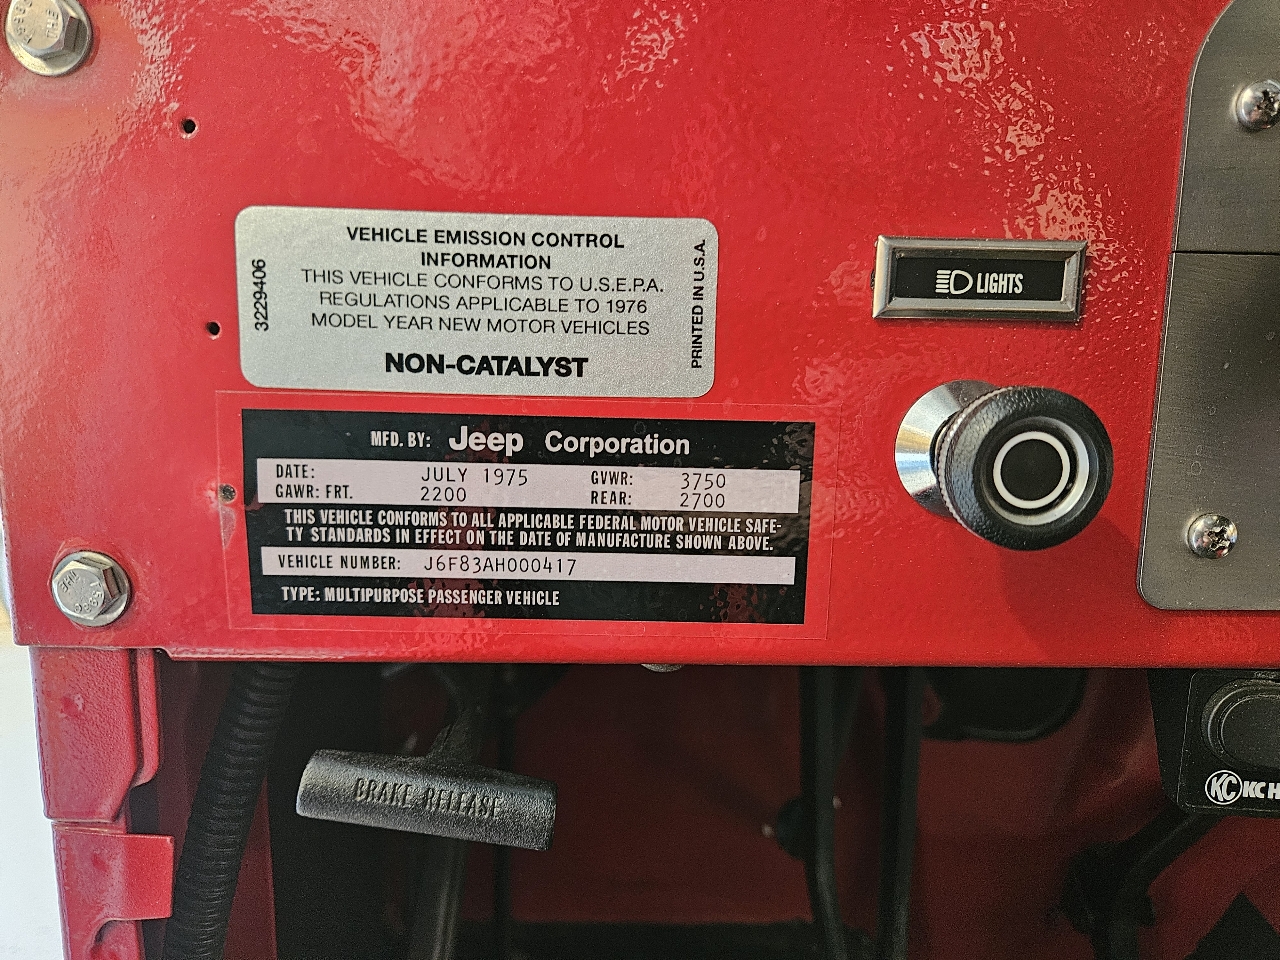 VEHICLE EMISSION CONTROL
INFORMATION
THIS VEHICLE CONFORMS TO U.S.E.P.A.
REGULATIONS APPLICABLE TO 1976
MODEL YEAR NEW MOTOR VEHICLES
NON-CATALYST
3229406
PRINTED IN U.S.A.
LIGHTS
MFD. BY: Jeep Corporation
DATE: JULY 1975 GVWR: 3750
GAWR: FRT. 2200 REAR: 2700
THIS VEHICLE CONFORMS TO ALL APPLICABLE FEDERAL MOTOR VEHICLE SAFE-
TY STANDARDS IN EFFECT ON THE DATE OF MANUFACTURE SHOWN ABOVE.
VEHICLE NUMBER: J6F83AH000417
TYPE: MULTIPURPOSE PASSENGER VEHICLE
BRAKE RELEASE
KC KC H